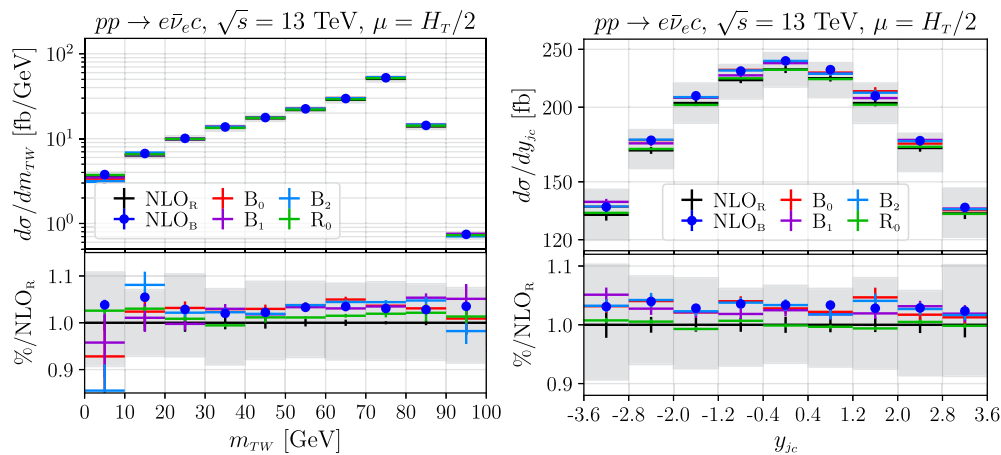 pp → eν̄ₑc, √s = 13 TeV, μ = H_T/2
dσ/dm_TW [fb/GeV]
10²
10¹
10⁰
NLO_R B₀ B₂
NLO_B B₁ R₀
%/NLO_R
1.1
1.0
0.9
0 10 20 30 40 50 60 70 80 90 100
m_TW [GeV]
pp → eν̄ₑc, √s = 13 TeV, μ = H_T/2
dσ/dy_jc [fb]
250
200
150
120
NLO_R B₀ B₂
NLO_B B₁ R₀
%/NLO_R
1.1
1.0
0.9
-3.6 -2.8 -2.0 -1.2 -0.4 0.4 1.2 2.0 2.8 3.6
y_jc